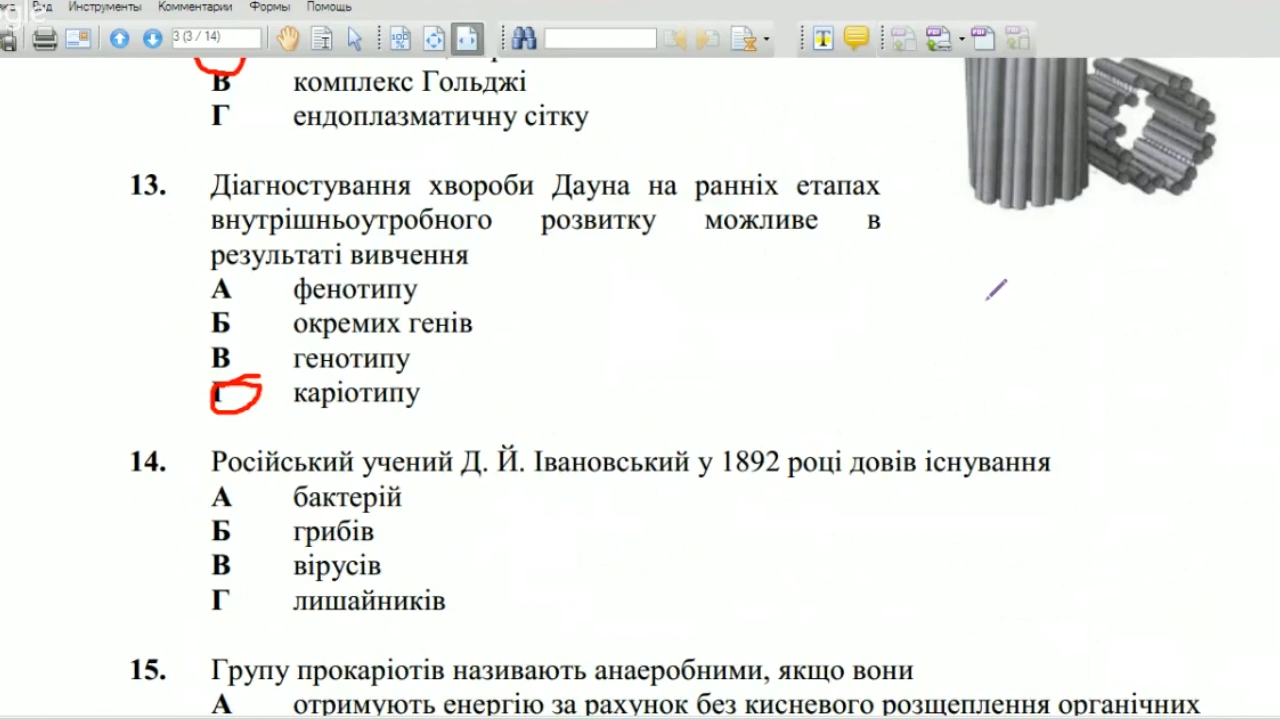 Вид Инструменты Комментарии Формы Помощь
3 (3 / 14)
В комплекс Гольджі
Г ендоплазматичну сітку
13. Діагностування хвороби Дауна на ранніх етапах
внутрішньоутробного розвитку можливе в
результаті вивчення
А фенотипу
Б окремих генів
В генотипу
Г каріотипу
14. Російський учений Д. Й. Івановський у 1892 році довів існування
А бактерій
Б грибів
В вірусів
Г лишайників
15. Групу прокаріотів називають анаеробними, якщо вони
А отримують енергію за рахунок без кисневого розщеплення органічних